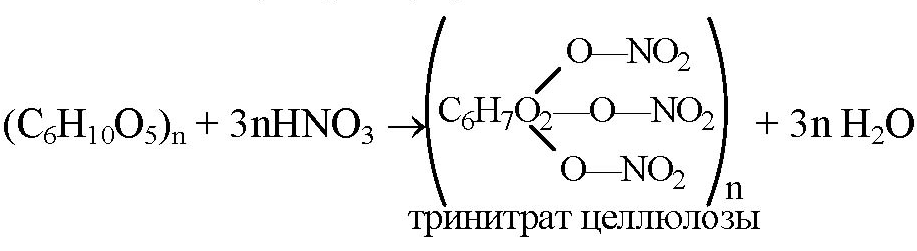 O—NO₂
(C₆H₁₀O₅)ₙ + 3nHNO₃ → (C₆H₇O₂—O—NO₂)ₙ + 3n H₂O
O—NO₂
тринитрат целлюлозы